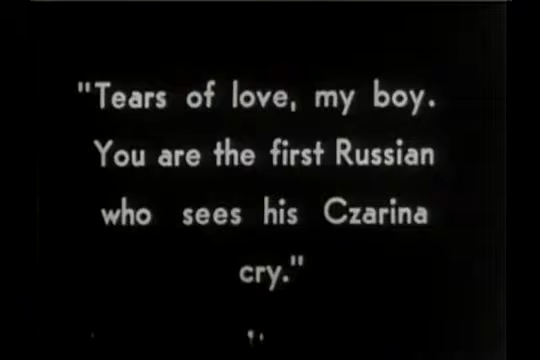 "Tears of love, my boy.
You are the first Russian
who sees his Czarina
cry."